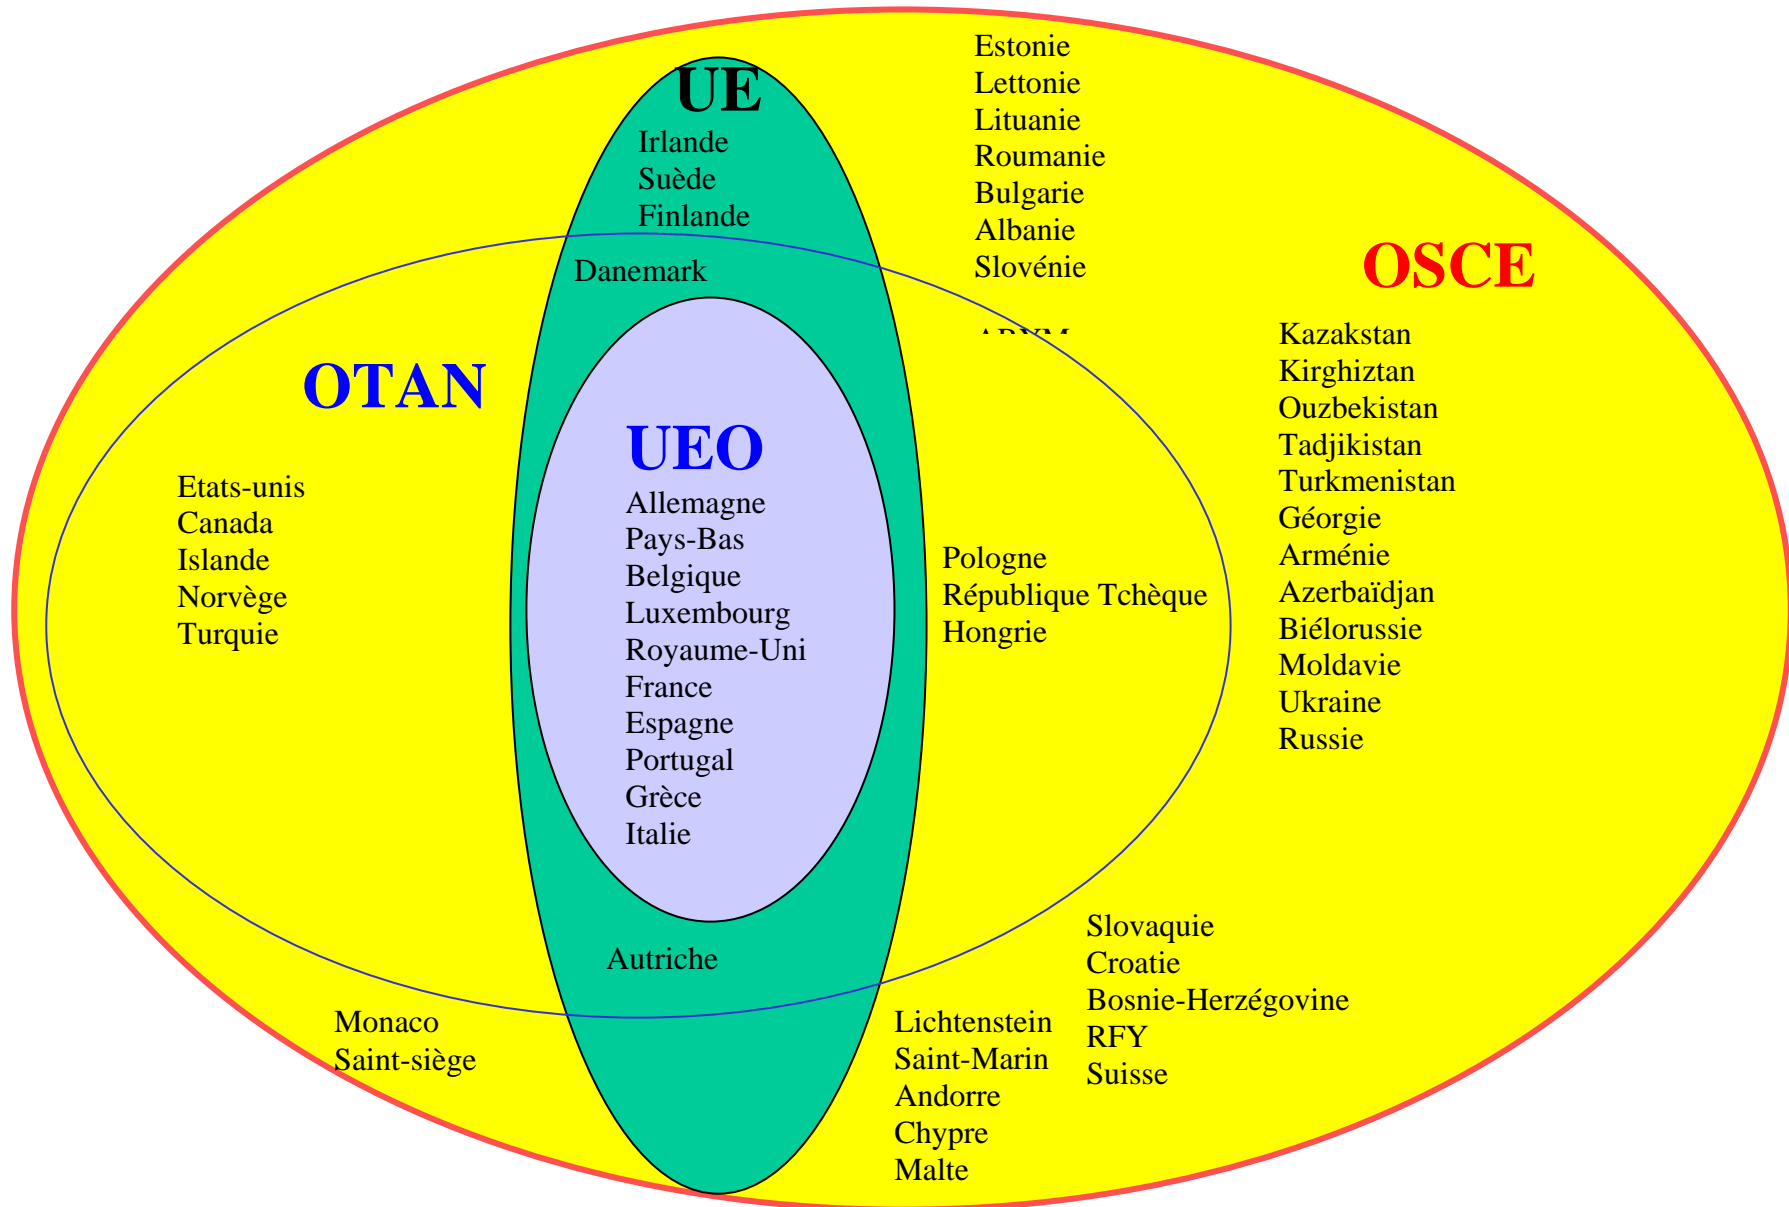 UE
Irlande
Suède
Finlande
Danemark
Estonie
Lettonie
Lituanie
Roumanie
Bulgarie
Albanie
Slovénie
OSCE
Kazakstan
Kirghiztan
Ouzbekistan
Tadjikistan
Turkmenistan
Géorgie
Arménie
Azerbaïdjan
Biélorussie
Moldavie
Ukraine
Russie
OTAN
Etats-unis
Canada
Islande
Norvège
Turquie
UEO
Allemagne
Pays-Bas
Belgique
Luxembourg
Royaume-Uni
France
Espagne
Portugal
Grèce
Italie
Pologne
République Tchèque
Hongrie
Autriche
Monaco
Saint-siège
Lichtenstein
Saint-Marin
Andorre
Chypre
Malte
Slovaquie
Croatie
Bosnie-Herzégovine
RFY
Suisse